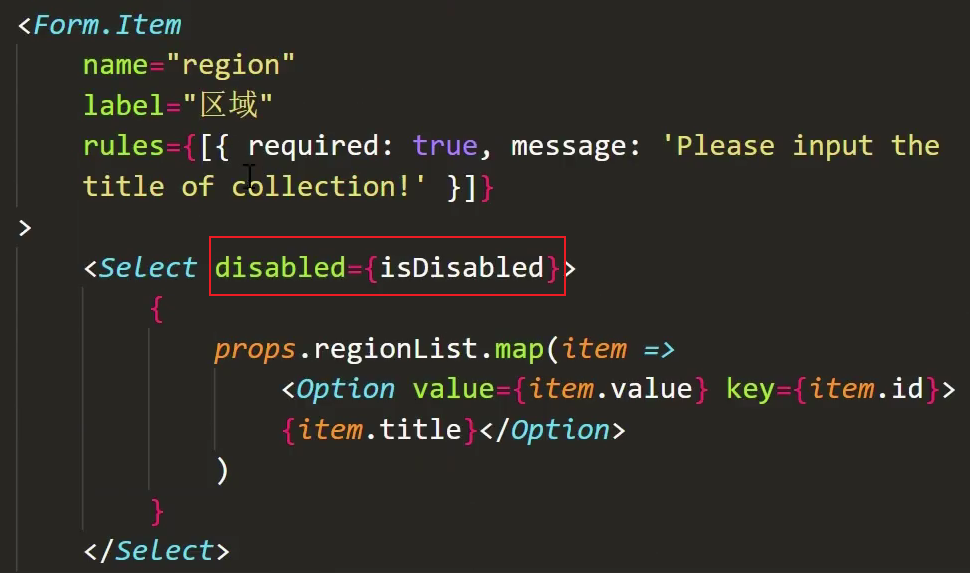 <Form.Item
name="region"
label="区域"
rules={[{ required: true, message: 'Please input the
title of collection!' }]}
>
<Select disabled={isDisabled}>
{
props.regionList.map(item =>
<Option value={item.value} key={item.id}>
{item.title}</Option>
)
}
</Select>